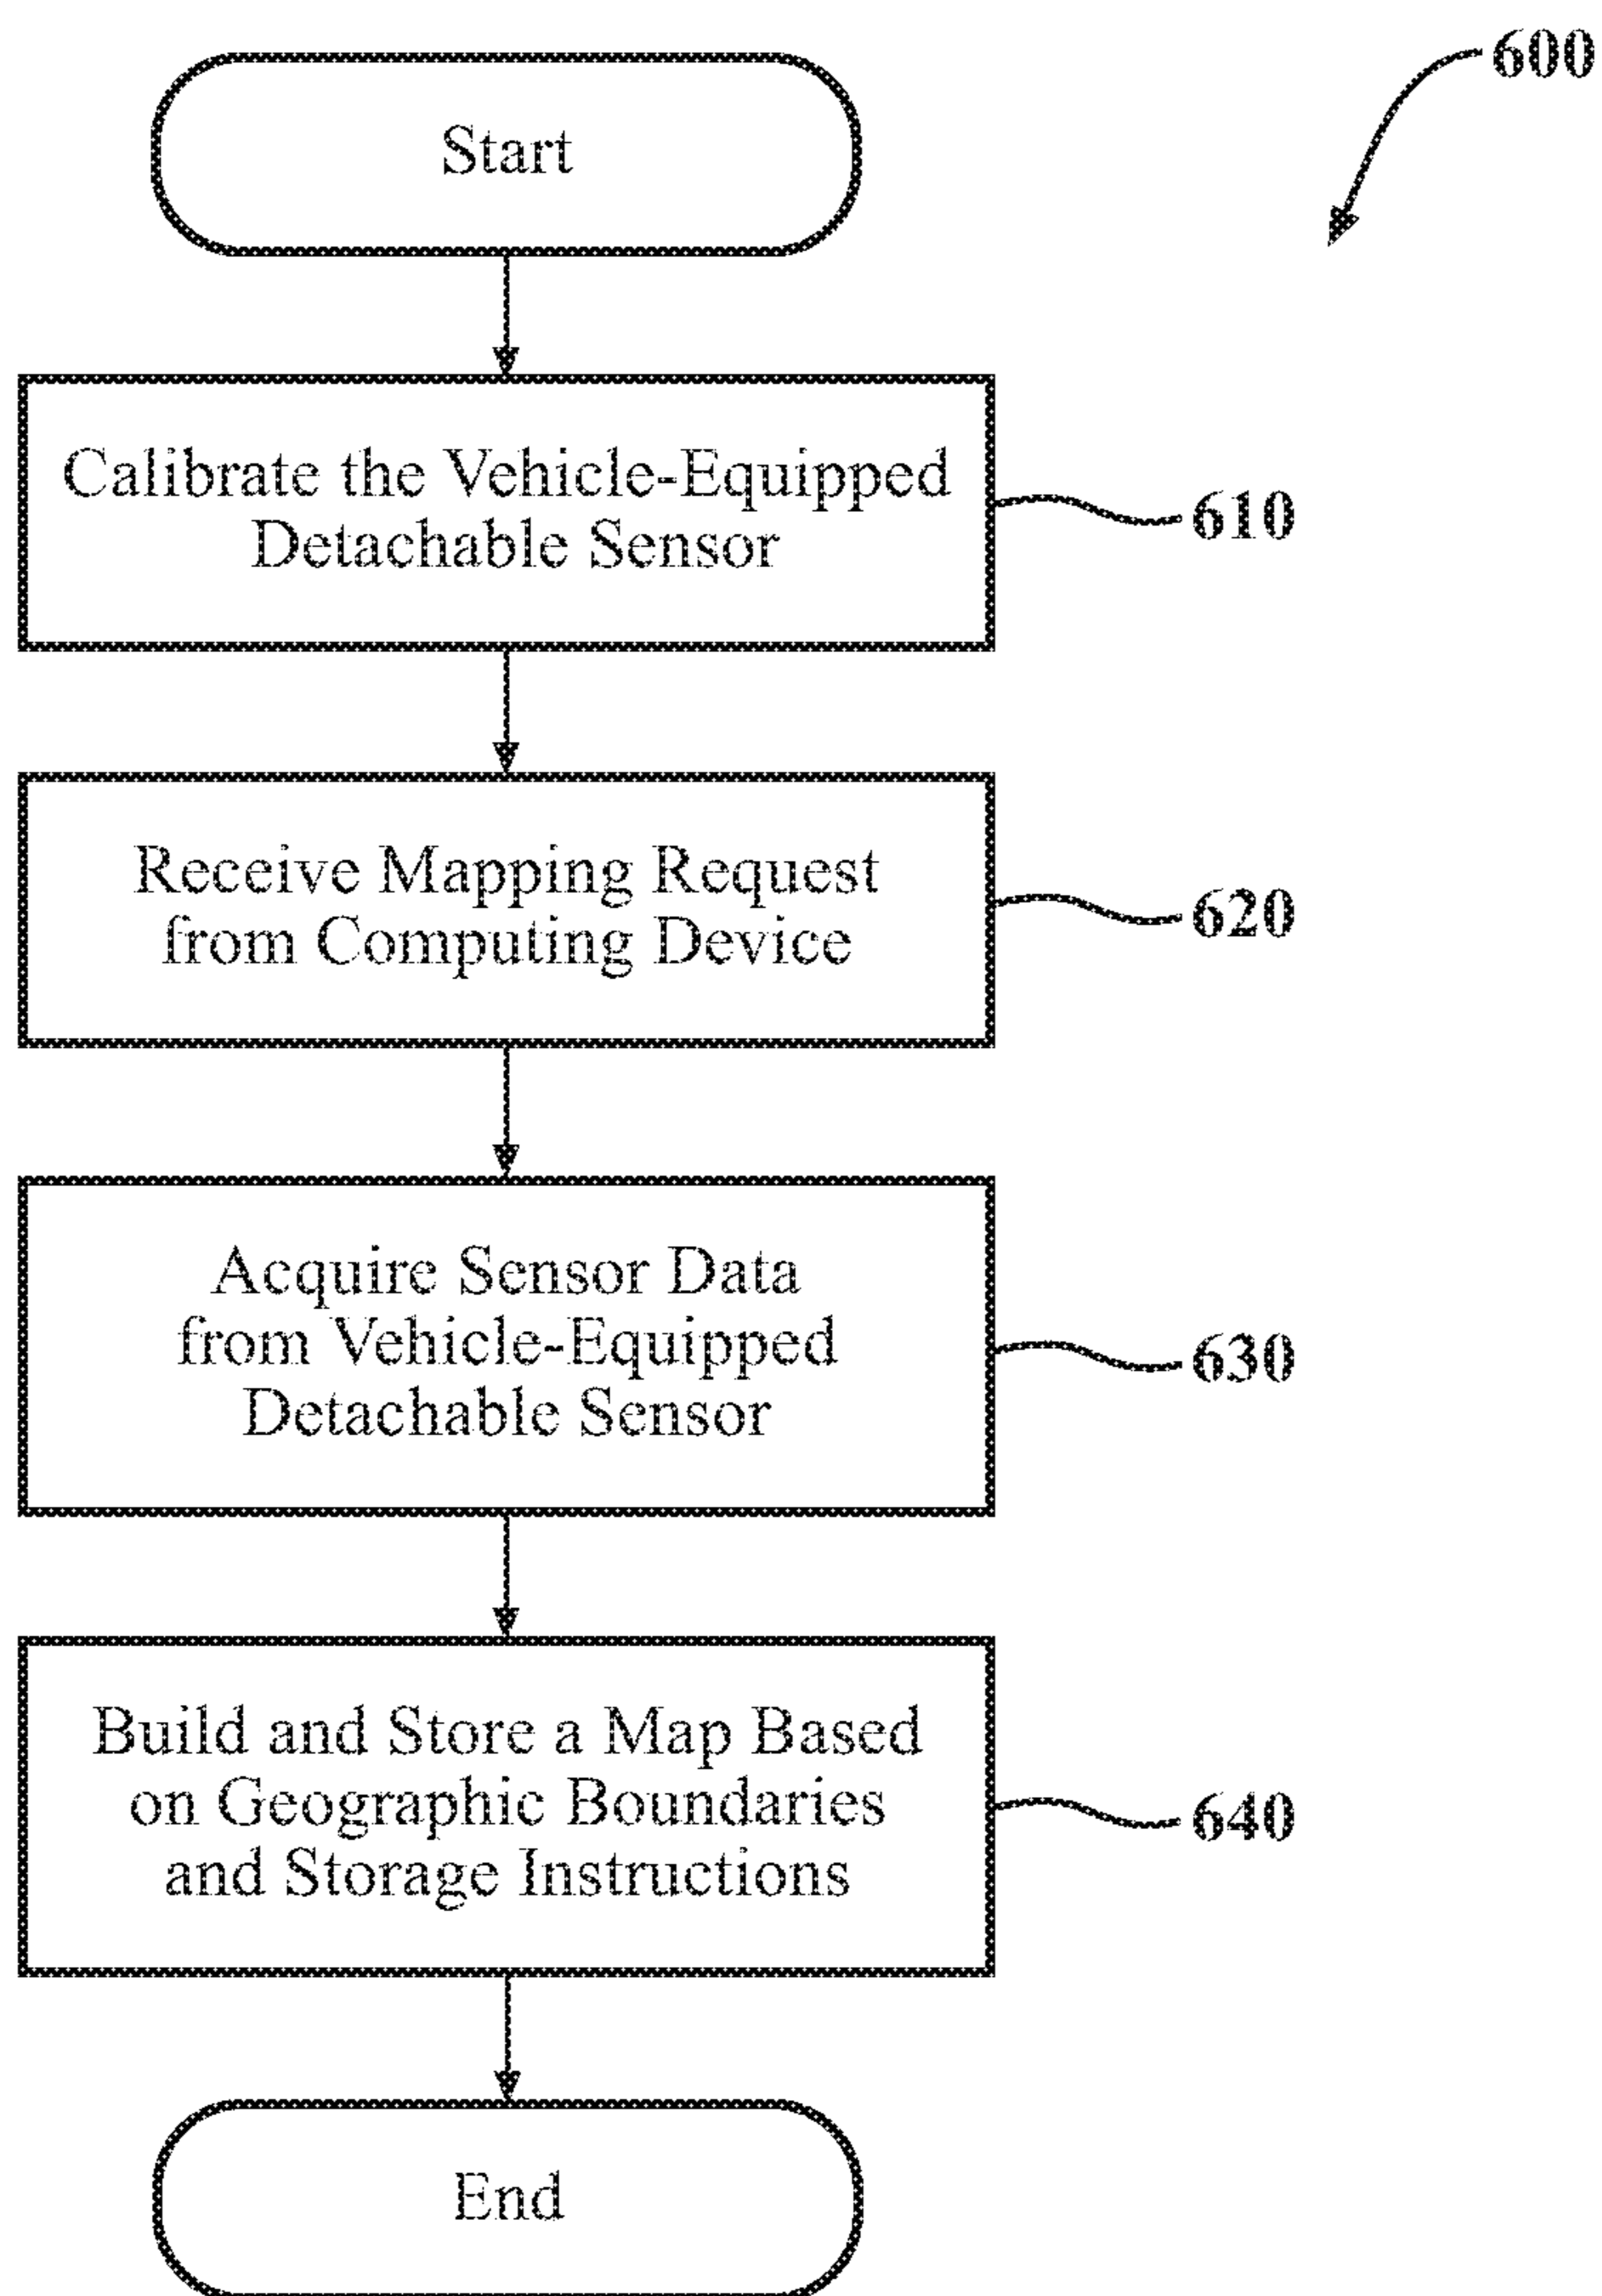 600
Start
Calibrate the Vehicle-Equipped
Detachable Sensor
610
Receive Mapping Request
from Computing Device
620
Acquire Sensor Data
from Vehicle-Equipped
Detachable Sensor
630
Build and Store a Map Based
on Geographic Boundaries
and Storage Instructions
640
End